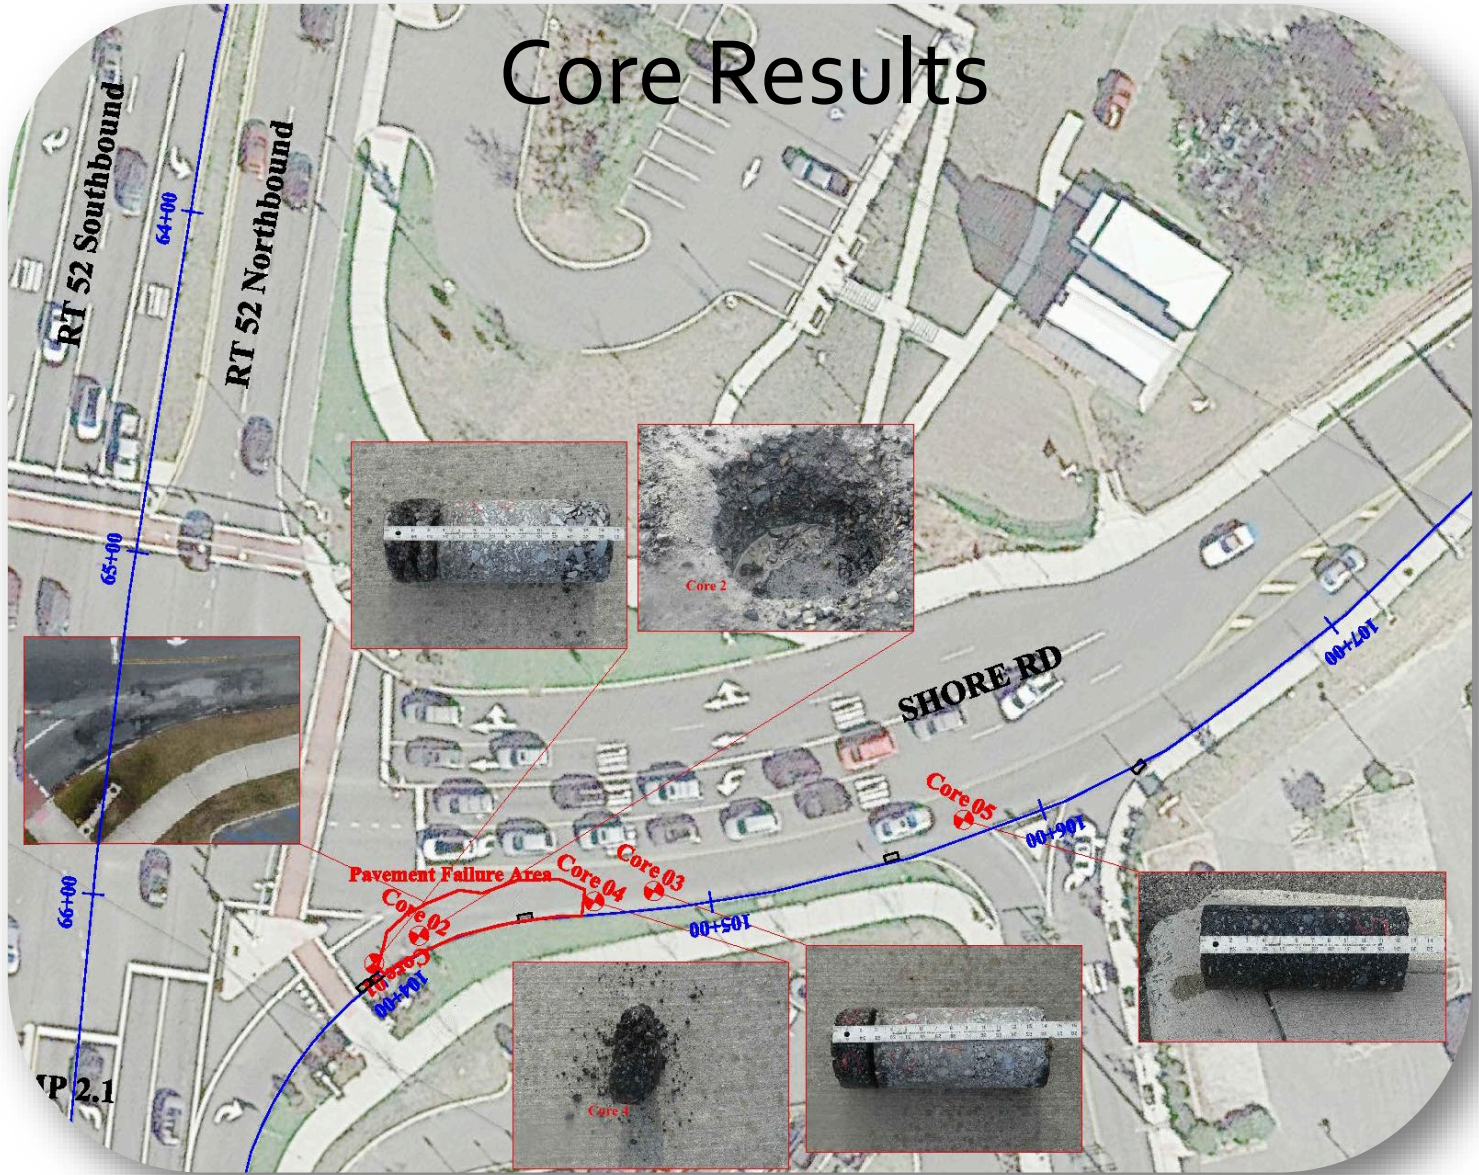 Core Results
RT 52 Southbound
RT 52 Northbound
64+00
65+00
66+00
Core 2
SHORE RD
107+00
106+00
105+00
104+00
Core 05
Core 03
Core 04
Pavement Failure Area
Core 02
Core 01
Core 4
MP 2.1